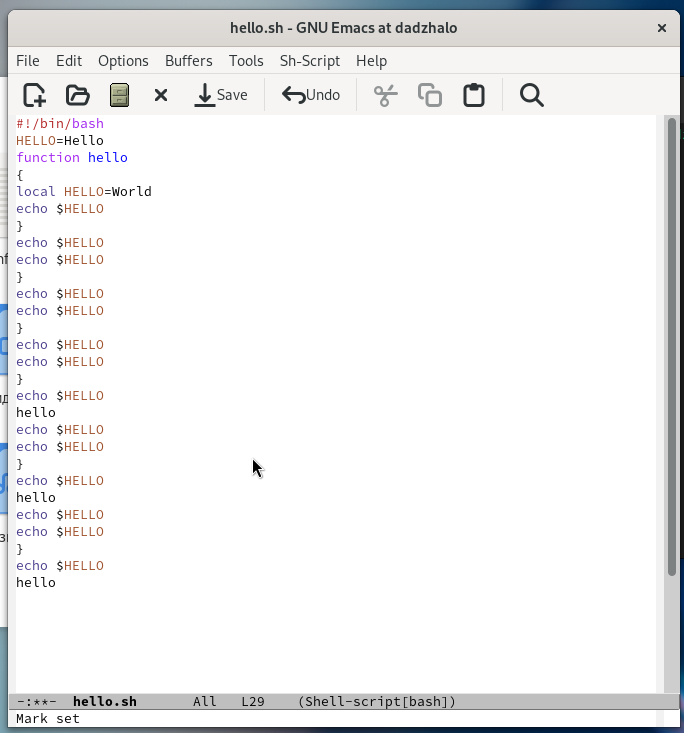 hello.sh - GNU Emacs at dadzhalo
File Edit Options Buffers Tools Sh-Script Help
Save Undo
#!/bin/bash
HELLO=Hello
function hello
{
local HELLO=World
echo $HELLO
}
echo $HELLO
echo $HELLO
}
echo $HELLO
echo $HELLO
}
echo $HELLO
echo $HELLO
}
echo $HELLO
hello
echo $HELLO
echo $HELLO
}
echo $HELLO
hello
echo $HELLO
echo $HELLO
}
echo $HELLO
hello
-:**- hello.sh All L29 (Shell-script[bash])
Mark set